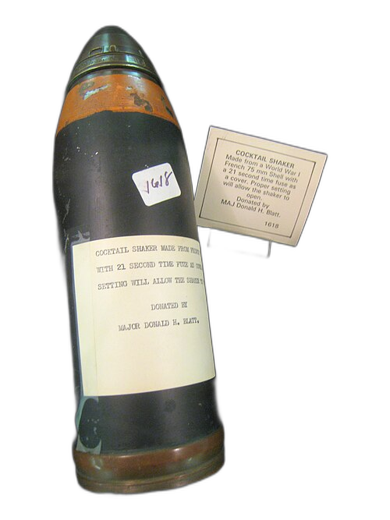 1618
COCKTAIL SHAKER MADE FROM
WITH 21 SECOND TIME FUZE AS
SETTING WILL ALLOW THE
DONATED BY
MAJOR DONALD H. BLATT.
COCKTAIL SHAKER
Made from a World War I
French 75 mm Shell with
a 21 second time fuse as
a cover. Proper setting
will allow the shaker to
open.
Donated by
MAJ Donald H. Blatt.
1618
C